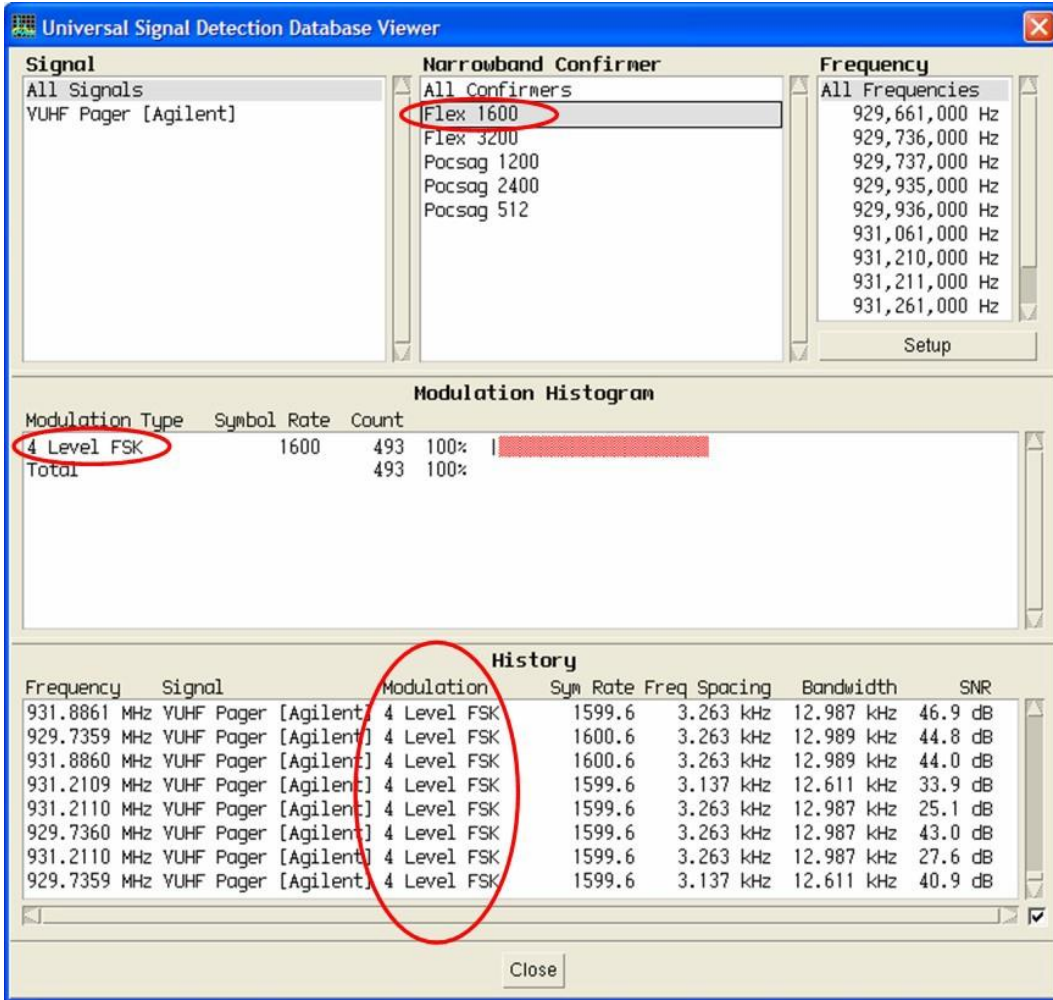 Universal Signal Detection Database Viewer
Signal
All Signals
VUHF Pager [Agilent]
Narrowband Confirmer
All Confirmers
Flex 1600
Flex 3200
Pocsag 1200
Pocsag 2400
Pocsag 512
Frequency
All Frequencies
929,661,000 Hz
929,736,000 Hz
929,737,000 Hz
929,935,000 Hz
929,936,000 Hz
931,061,000 Hz
931,210,000 Hz
931,211,000 Hz
931,261,000 Hz
Setup
Modulation Histogram
Modulation Type Symbol Rate Count
4 Level FSK 1600 493 100% |
Total 493 100%
History
Frequency Signal Modulation Sym Rate Freq Spacing Bandwidth SNR
931.8861 MHz VUHF Pager [Agilent] 4 Level FSK 1599.6 3.263 kHz 12.987 kHz 46.9 dB
929.7359 MHz VUHF Pager [Agilent] 4 Level FSK 1600.6 3.263 kHz 12.989 kHz 44.8 dB
931.8860 MHz VUHF Pager [Agilent] 4 Level FSK 1600.6 3.263 kHz 12.989 kHz 44.0 dB
931.2109 MHz VUHF Pager [Agilent] 4 Level FSK 1599.6 3.137 kHz 12.611 kHz 33.9 dB
931.2110 MHz VUHF Pager [Agilent] 4 Level FSK 1599.6 3.263 kHz 12.987 kHz 25.1 dB
929.7360 MHz VUHF Pager [Agilent] 4 Level FSK 1599.6 3.263 kHz 12.987 kHz 43.0 dB
931.2110 MHz VUHF Pager [Agilent] 4 Level FSK 1599.6 3.263 kHz 12.987 kHz 27.6 dB
929.7359 MHz VUHF Pager [Agilent] 4 Level FSK 1599.6 3.137 kHz 12.611 kHz 40.9 dB
Close